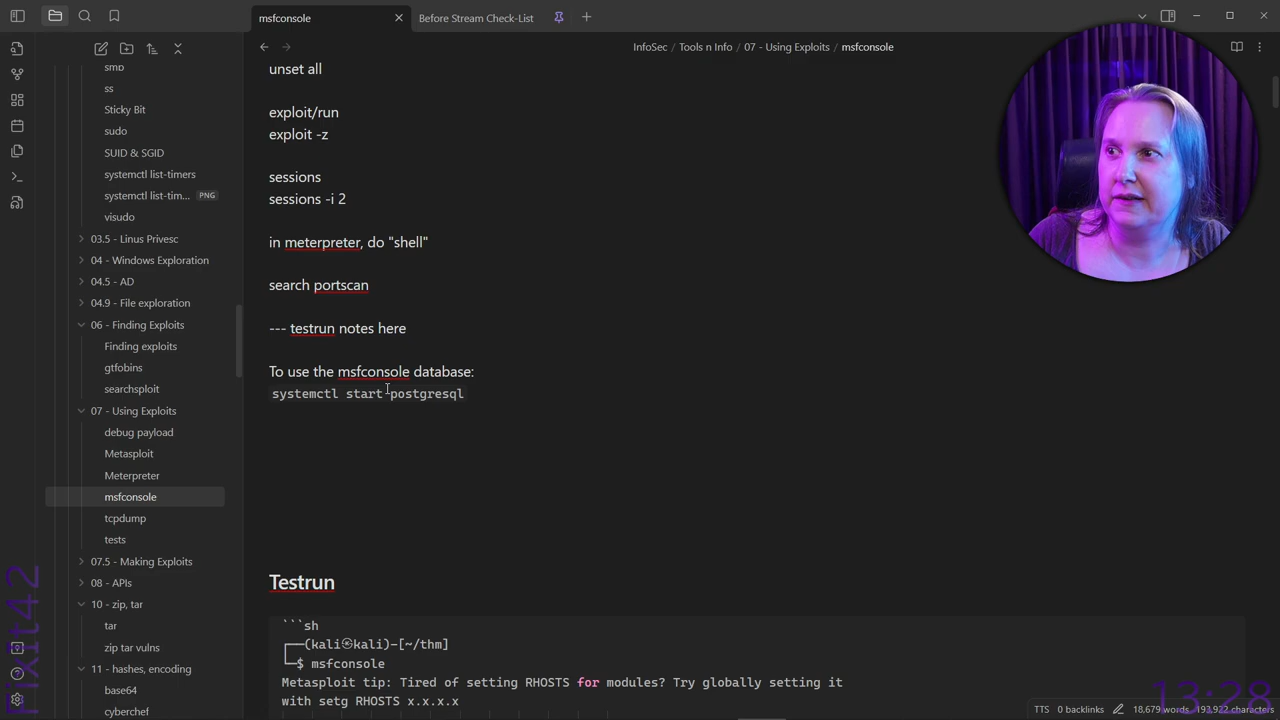 msfconsole
Before Stream Check-List
InfoSec / Tools n Info / 07 - Using Exploits / msfconsole
smb
ss
Sticky Bit
sudo
SUID & SGID
systemctl list-timers
systemctl list-tim... PNG
visudo
03.5 - Linus Privesc
04 - Windows Exploration
04.5 - AD
04.9 - File exploration
06 - Finding Exploits
Finding exploits
gtfobins
searchsploit
07 - Using Exploits
debug payload
Metasploit
Meterpreter
msfconsole
tcpdump
tests
07.5 - Making Exploits
08 - APIs
10 - zip, tar
tar
zip tar vulns
11 - hashes, encoding
base64
cyberchef
unset all
exploit/run
exploit -z
sessions
sessions -i 2
in meterpreter, do "shell"
search portscan
--- testrun notes here
To use the msfconsole database:
systemctl start postgresql
Testrun
```sh
┌──(kali㉿kali)-[~/thm]
└─$ msfconsole
Metasploit tip: Tired of setting RHOSTS for modules? Try globally setting it
with setg RHOSTS x.x.x.x
TTS 0 backlinks 18,679 words 193,922 characters
Fixit42
13:28